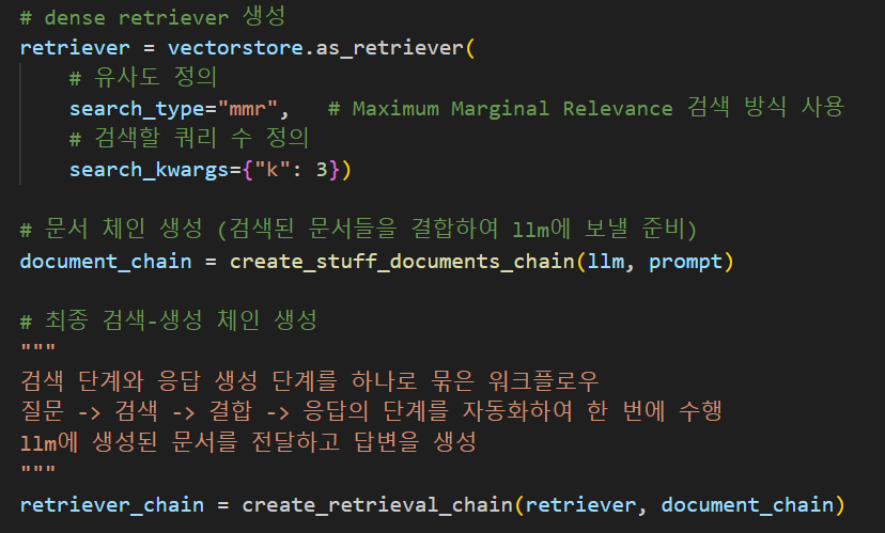 # dense retriever 생성
retriever = vectorstore.as_retriever(
    # 유사도 정의
    search_type="mmr",   # Maximum Marginal Relevance 검색 방식 사용
    # 검색할 쿼리 수 정의
    search_kwargs={"k": 3})
# 문서 체인 생성 (검색된 문서들을 결합하여 llm에 보낼 준비)
document_chain = create_stuff_documents_chain(llm, prompt)
# 최종 검색-생성 체인 생성
"""
검색 단계와 응답 생성 단계를 하나로 묶은 워크플로우
질문 -> 검색 -> 결합 -> 응답의 단계를 자동화하여 한 번에 수행
llm에 생성된 문서를 전달하고 답변을 생성
"""
retriever_chain = create_retrieval_chain(retriever, document_chain)